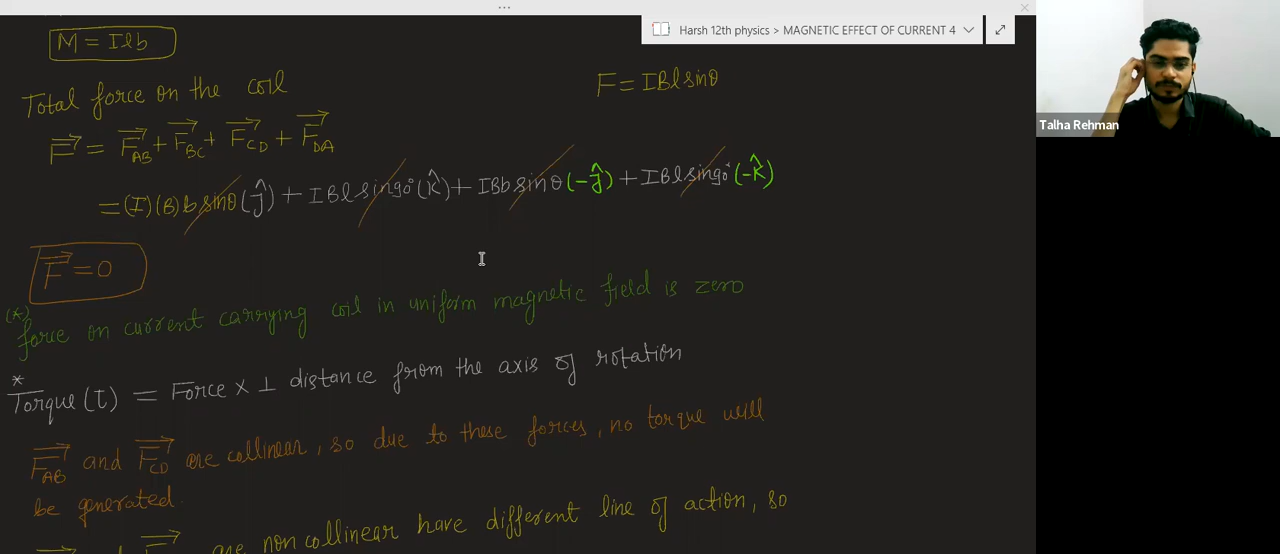 Harsh 12th physics > MAGNETIC EFFECT OF CURRENT 4
Talha Rehman
M = Ilb
Total force on the coil
F = IBl sinθ
F⃗ = F⃗AB + F⃗BC + F⃗CD + F⃗DA
= (I)(B) b sinθ (ĵ) + IBl sin90° (k̂) + IBb sinθ (-ĵ) + IBl sin90° (-k̂)
F⃗ = 0
(*)
force on current carrying coil in uniform magnetic field is zero
*
Torque (τ) = Force × ⊥ distance from the axis of rotation
F⃗AB and F⃗CD are collinear, so due to these forces, no torque will
be generated.
are non collinear have different line of action, so